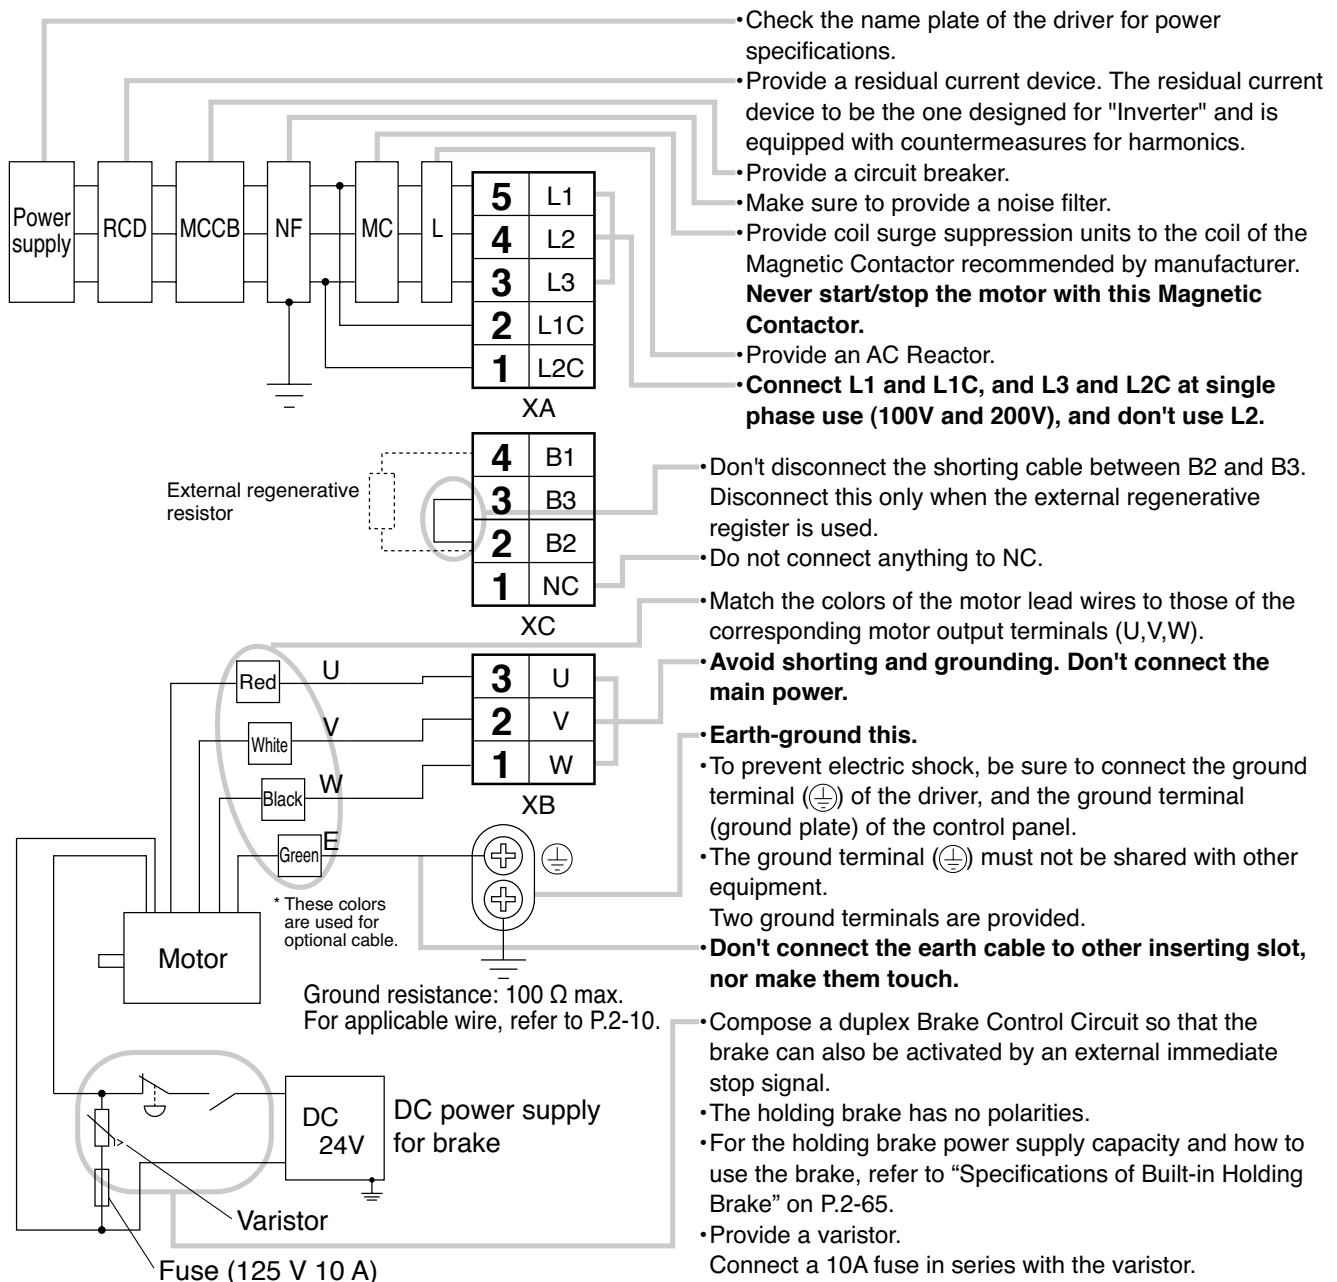 •Check the name plate of the driver for power
specifications.
•Provide a residual current device. The residual current
device to be the one designed for "Inverter" and is
equipped with countermeasures for harmonics.
•Provide a circuit breaker.
•Make sure to provide a noise filter.
•Provide coil surge suppression units to the coil of the
Magnetic Contactor recommended by manufacturer.
Never start/stop the motor with this Magnetic
Contactor.
•Provide an AC Reactor.
•Connect L1 and L1C, and L3 and L2C at single
phase use (100V and 200V), and don't use L2.
Power
supply
RCD
MCCB
NF
MC
L
5 L1
4 L2
3 L3
2 L1C
1 L2C
XA
External regenerative
resistor
4 B1
3 B3
2 B2
1 NC
XC
•Don't disconnect the shorting cable between B2 and B3.
Disconnect this only when the external regenerative
register is used.
•Do not connect anything to NC.
•Match the colors of the motor lead wires to those of the
corresponding motor output terminals (U,V,W).
•Avoid shorting and grounding. Don't connect the
main power.
Red U
White V
Black W
Green E
3 U
2 V
1 W
XB
* These colors
are used for
optional cable.
Motor
Ground resistance: 100 Ω max.
For applicable wire, refer to P.2-10.
•Earth-ground this.
•To prevent electric shock, be sure to connect the ground
terminal (⏚) of the driver, and the ground terminal
(ground plate) of the control panel.
•The ground terminal (⏚) must not be shared with other
equipment.
Two ground terminals are provided.
•Don't connect the earth cable to other inserting slot,
nor make them touch.
•Compose a duplex Brake Control Circuit so that the
brake can also be activated by an external immediate
stop signal.
•The holding brake has no polarities.
•For the holding brake power supply capacity and how to
use the brake, refer to “Specifications of Built-in Holding
Brake” on P.2-65.
•Provide a varistor.
Connect a 10A fuse in series with the varistor.
DC
24V
DC power supply
for brake
Varistor
Fuse (125 V 10 A)